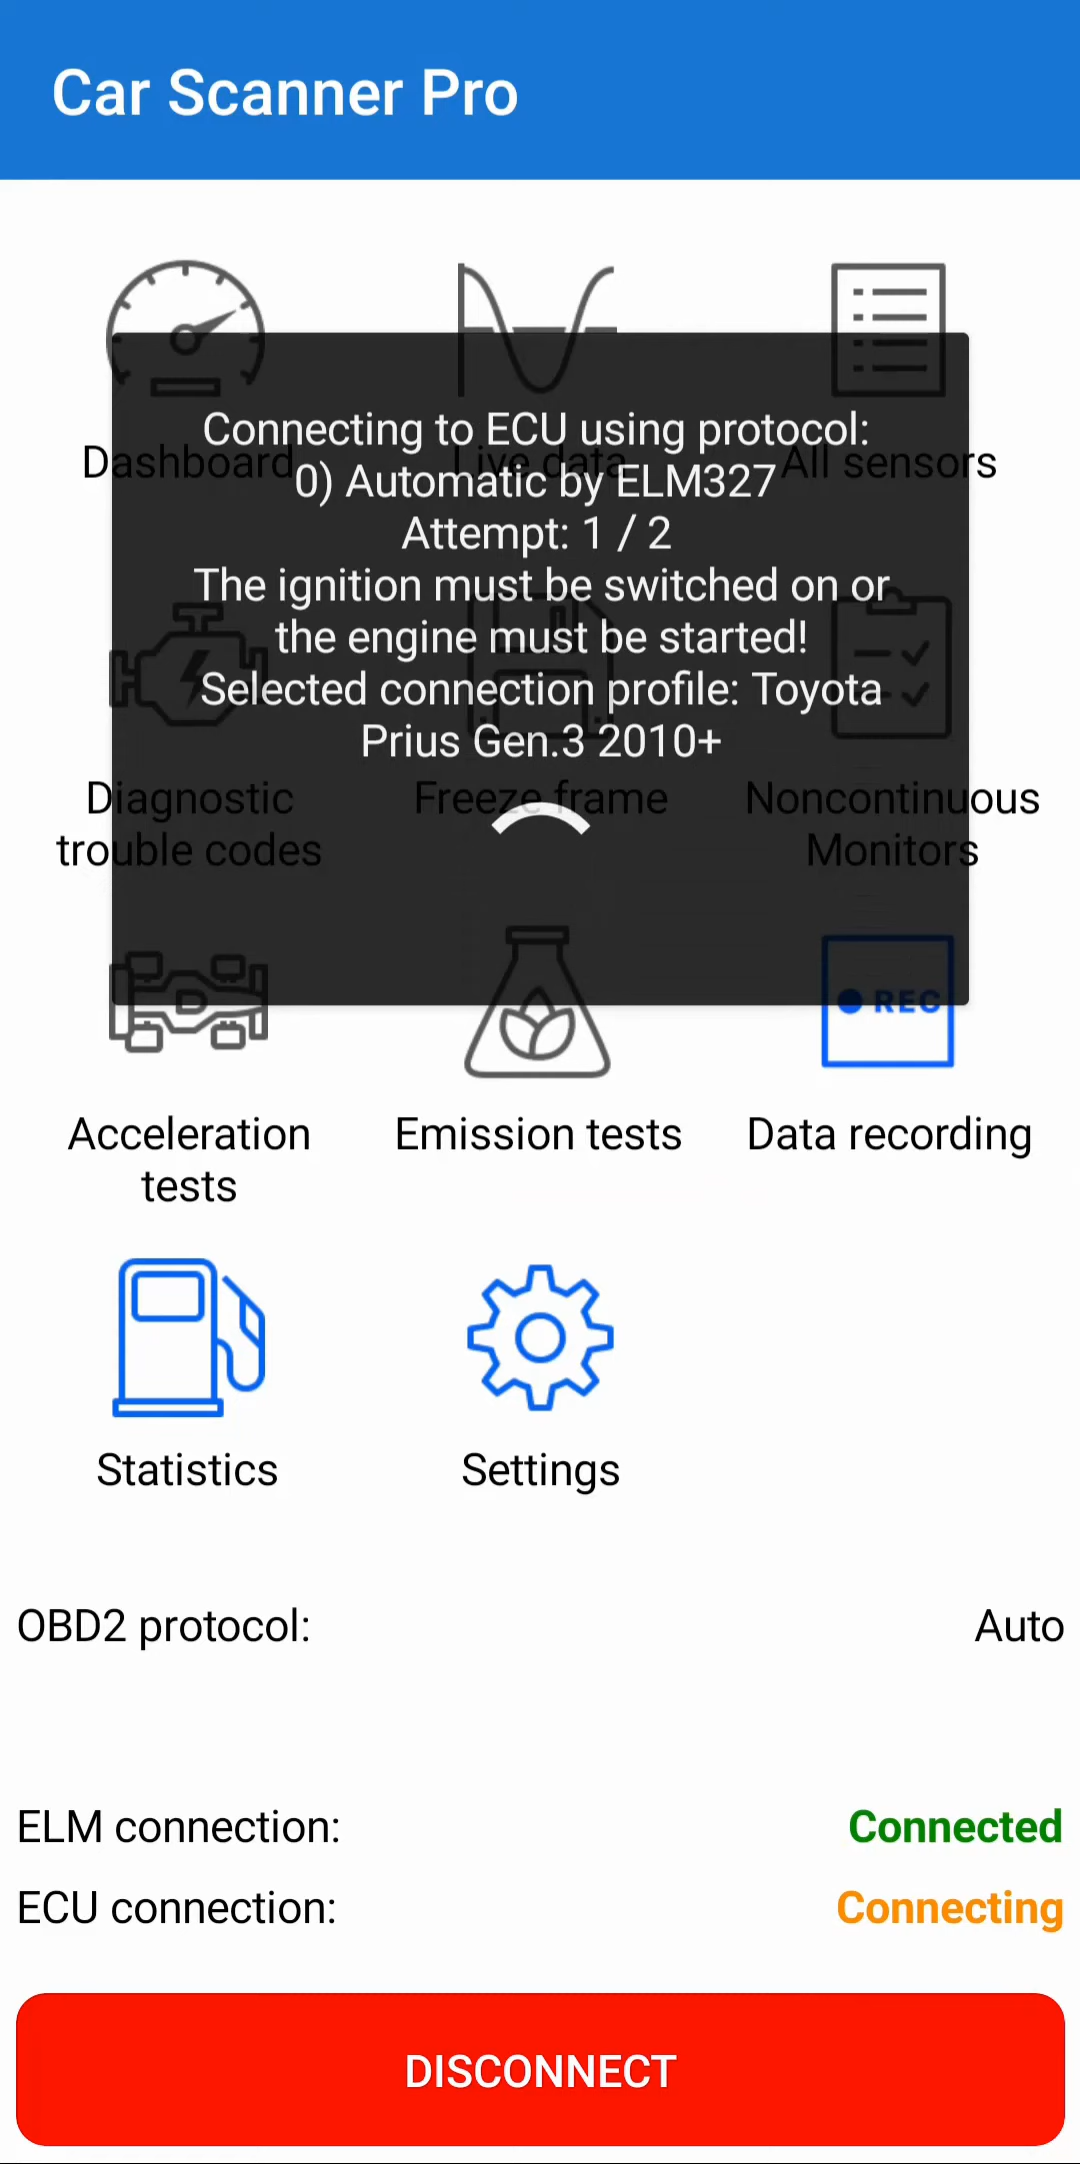 Car Scanner Pro
Connecting to ECU using protocol:
0) Automatic by ELM327
Attempt: 1 / 2
The ignition must be switched on or
the engine must be started!
Selected connection profile: Toyota
Prius Gen.3 2010+
Dashboard
Live data
All sensors
Diagnostic
trouble codes
Freeze frame
Noncontinuous
Monitors
D
REC
Acceleration
tests
Emission tests
Data recording
Statistics
Settings
OBD2 protocol:
Auto
ELM connection:
Connected
ECU connection:
Connecting
DISCONNECT